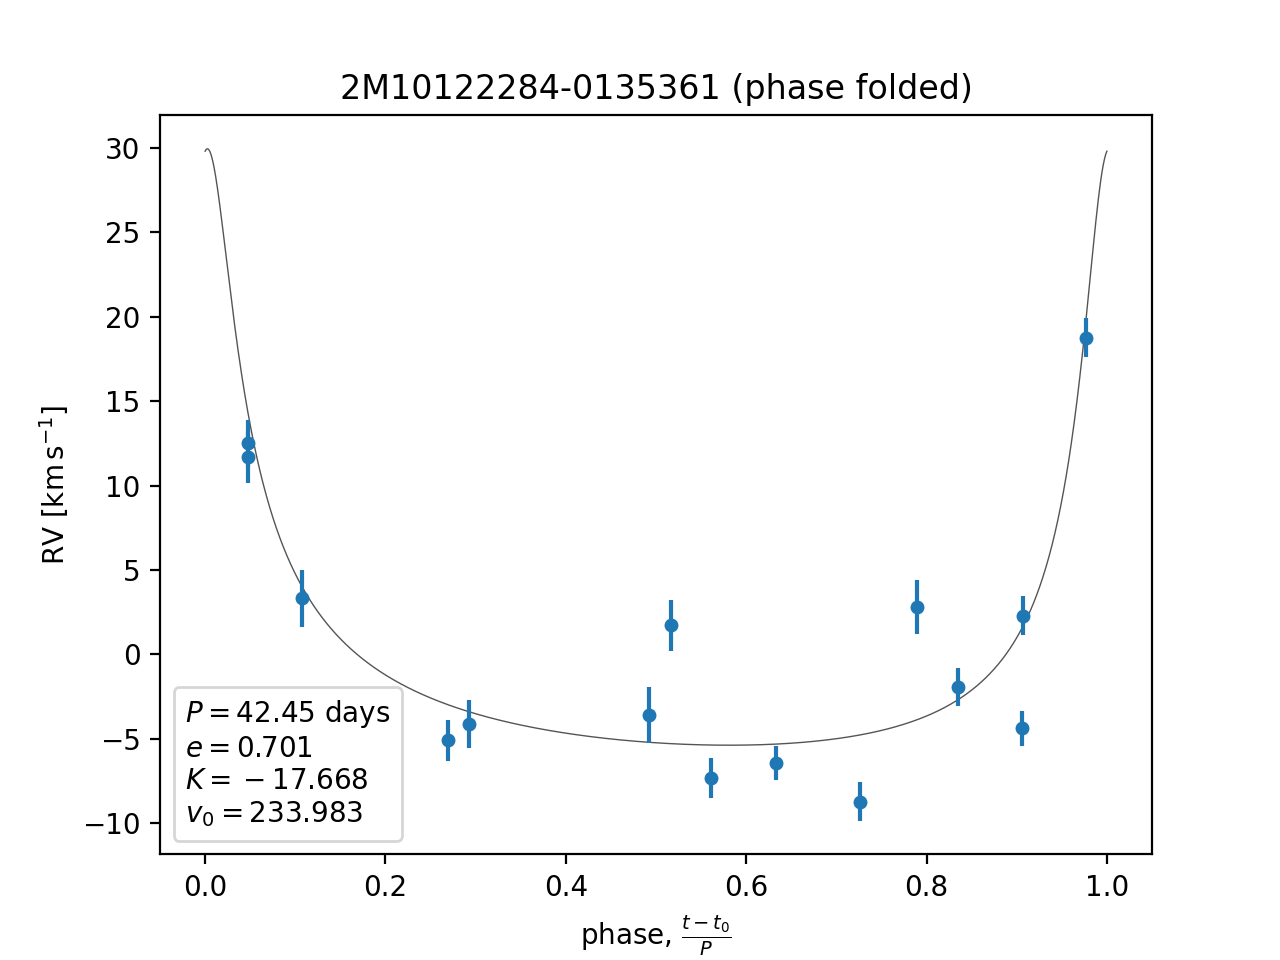 2M10122284-0135361 (phase folded)
RV [km s⁻¹]
30
25
20
15
10
5
0
−5
−10
P = 42.45 days
e = 0.701
K = − 17.668
v₀ = 233.983
0.0 0.2 0.4 0.6 0.8 1.0
phase, (t − t₀)/P